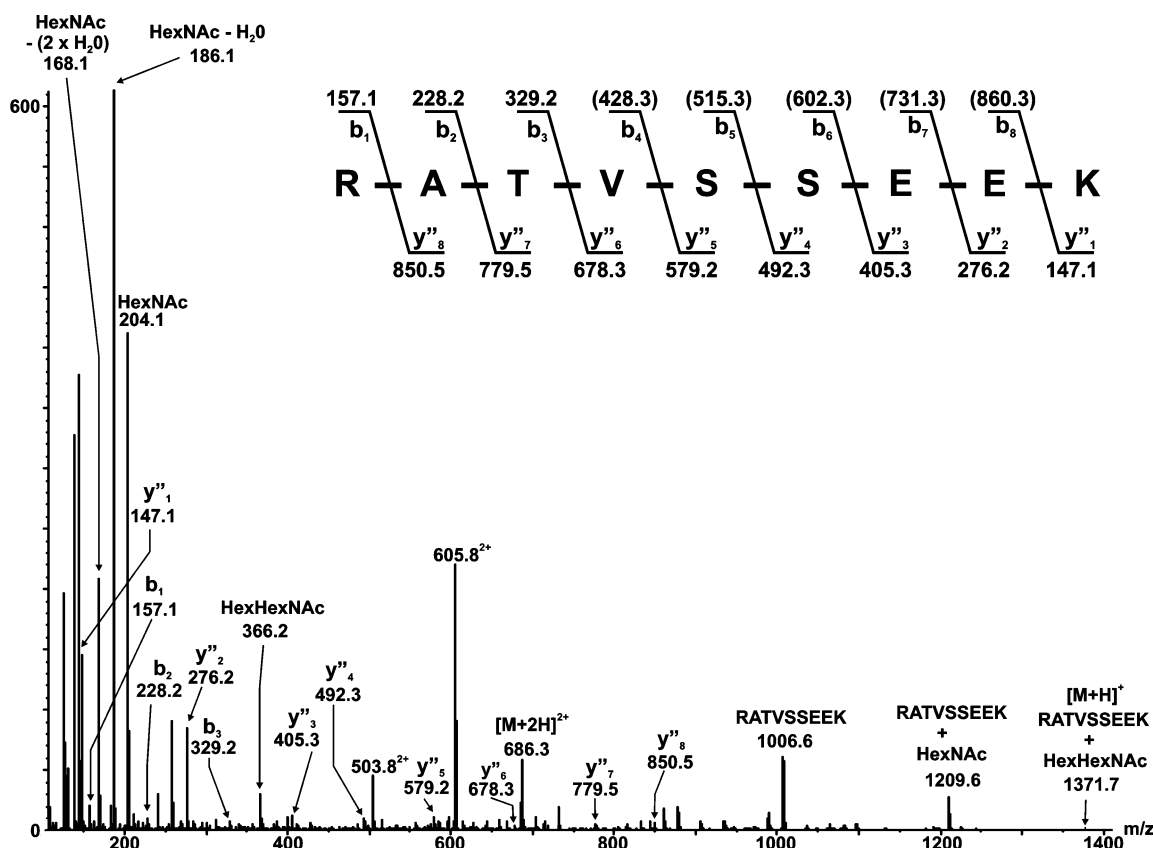 HexNAc
- (2 x H₂0)
168.1
HexNAc - H₂0
186.1
600
157.1 228.2 329.2 (428.3) (515.3) (602.3) (731.3) (860.3)
b₁ b₂ b₃ b₄ b₅ b₆ b₇ b₈
R A T V S S E E K
y”₈ y”₇ y”₆ y”₅ y”₄ y”₃ y”₂ y”₁
850.5 779.5 678.3 579.2 492.3 405.3 276.2 147.1
HexNAc
204.1
y”₁
147.1
b₁
157.1
b₂
228.2
y”₂
276.2
b₃
329.2
HexHexNAc
366.2
y”₃
405.3
y”₄
492.3
503.8²⁺
y”₅
579.2
605.8²⁺
y”₆
678.3
[M+2H]²⁺
686.3
y”₇
779.5
y”₈
850.5
RATVSSEEK
1006.6
RATVSSEEK
+
HexNAc
1209.6
[M+H]⁺
RATVSSEEK
+
HexHexNAc
1371.7
0
200 400 600 800 1000 1200 1400 m/z